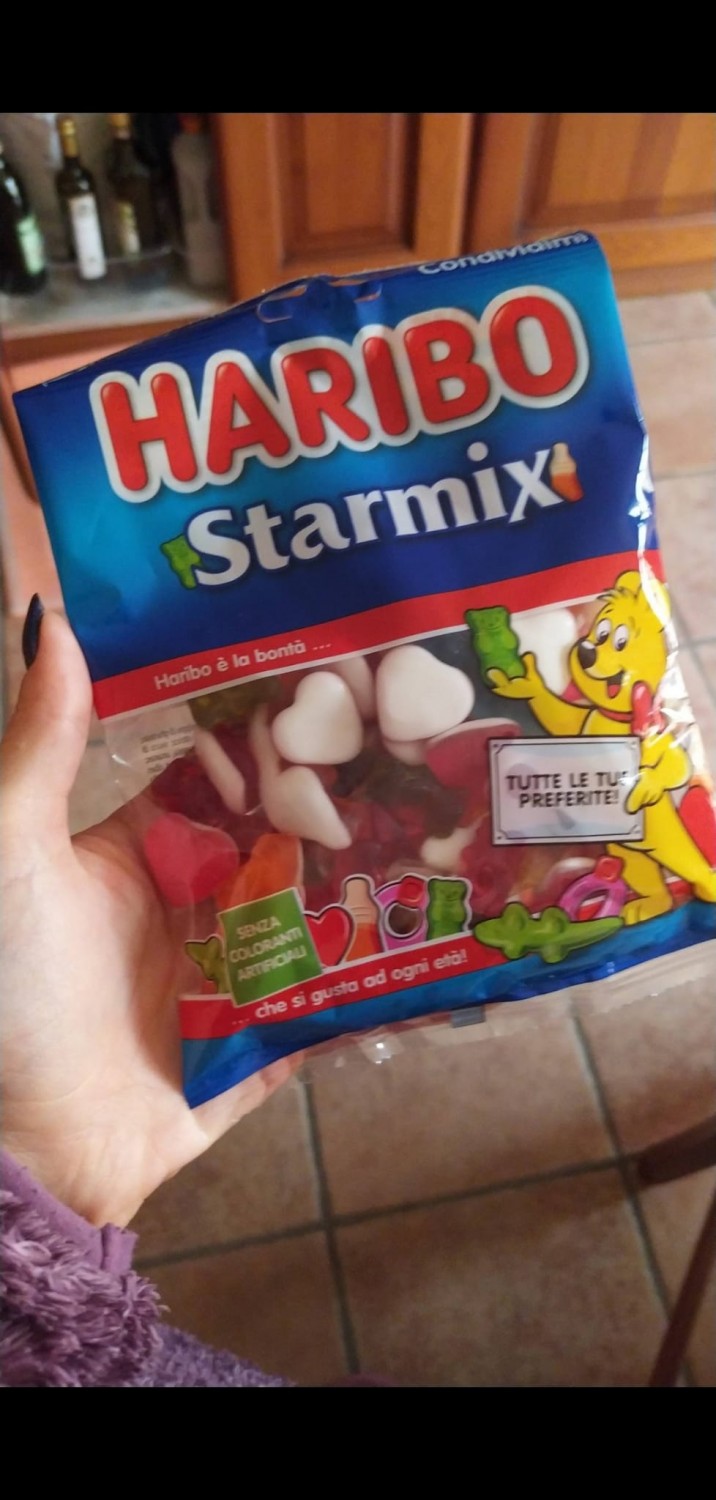 Condividimi
HARIBO
Starmix
Haribo è la bontà ...
TUTTE LE TUE
PREFERITE!
SENZA
COLORANTI
ARTIFICIALI
... che si gusta ad ogni età!